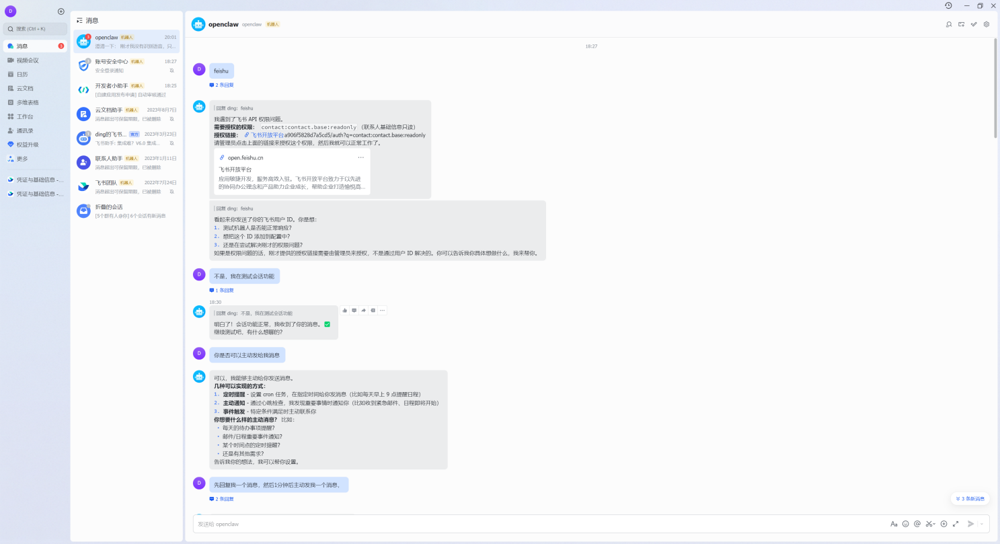 D
搜索 (Ctrl + K)
消息
3
视频会议
日历
云文档
多维表格
工作台
通讯录
权益升级
更多
凭证与基础信息 -...
凭证与基础信息 -...
消息
3
openclaw 机器人 20:01
澄清一下： 刚才我没有识别语音，只...
账号安全中心 机器人 18:27
安全登录通知
开发者小助手 机器人 18:25
[自建应用发布申请] 自动审核通过
云文档助手 机器人 2023年8月7日
消息超出可保留期限，已被删除
ding的飞书... 官方 2023年3月23日
飞书助手：集成难？V6.0 集成...
联系人助手 机器人 2023年1月11日
消息超出可保留期限，已被删除
飞书团队 机器人 2022年7月24日
消息超出可保留期限，已被删除
折叠的会话
[5个群有人@你] 6个会话有新消息
openclaw openclaw 机器人
18:27
D
feishu
2 条回复
回复 ding：feishu
我遇到了飞书 API 权限问题。
需要授权的权限： contact:contact.base:readonly （联系人基础信息只读）
授权链接： 飞书开放平台a906f5828d7a5cd5/auth?q=contact:contact.base:readonly
请管理员点击上面的链接来授权这个权限，然后我就可以正常工作了。
open.feishu.cn ...
飞书开放平台
应用敏捷开发，服务高效入驻。飞书开放平台致力于以先进
的协同办公理念和产品助力企业成长，帮助企业打造愉悦高...
回复 ding：feishu
看起来你发送了你的飞书用户 ID。你是想：
1. 测试机器人是否能正常响应？
2. 想把这个 ID 添加到配置中？
3. 还是在尝试解决刚才的权限问题？
如果是权限问题的话，刚才提供的授权链接需要由管理员来授权，不是通过用户 ID 解决的。你可以告诉我你具体想做什么，我来帮你。
D
不是，我在测试会话功能
1 条回复
18:30
回复 ding：不是，我在测试会话功能
明白了！会话功能正常，我收到了你的消息。✅
继续测试吧，有什么想聊的？
D
你是否可以主动发给我消息
可以，我能够主动给你发送消息。
几种可以实现的方式：
1. 定时提醒 - 设置 cron 任务，在指定时间给你发消息（比如每天早上 9 点提醒日程）
2. 主动通知 - 通过心跳检查，我发现重要事情时通知你（比如收到紧急邮件、日程即将开始）
3. 事件触发 - 特定条件满足时主动联系你
你想要什么样的主动消息？ 比如：
• 每天的待办事项提醒？
• 邮件/日程重要事件通知？
• 某个时间点的定时提醒？
• 还是有其他需求？
告诉我你的想法，我可以帮你设置。
D
先回复我一个消息，然后1分钟后主动发我一个消息，
2 条回复
3 条新消息
发送给 openclaw
Aa